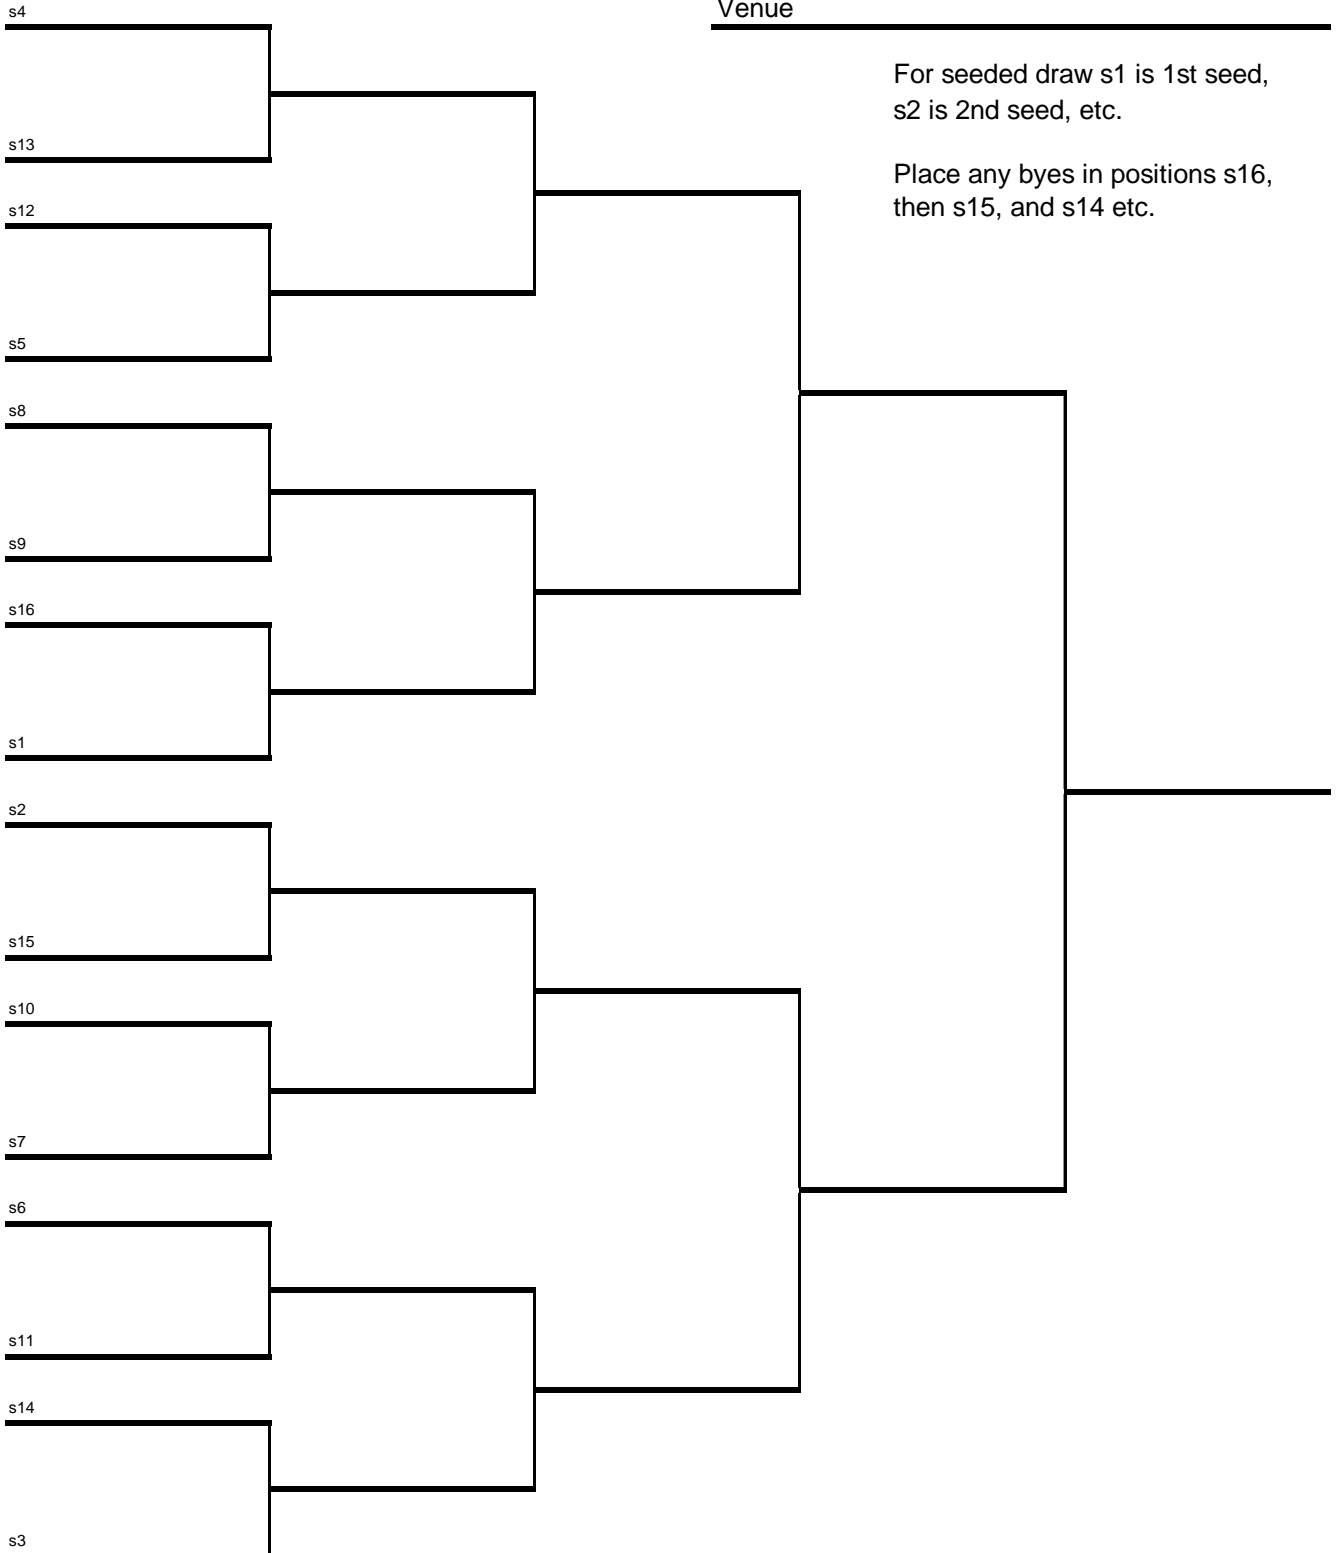 s4
Venue
For seeded draw s1 is 1st seed,
s2 is 2nd seed, etc.
s13
Place any byes in positions s16,
then s15, and s14 etc.
s12
s5
s8
s9
s16
s1
s2
s15
s10
s7
s6
s11
s14
s3